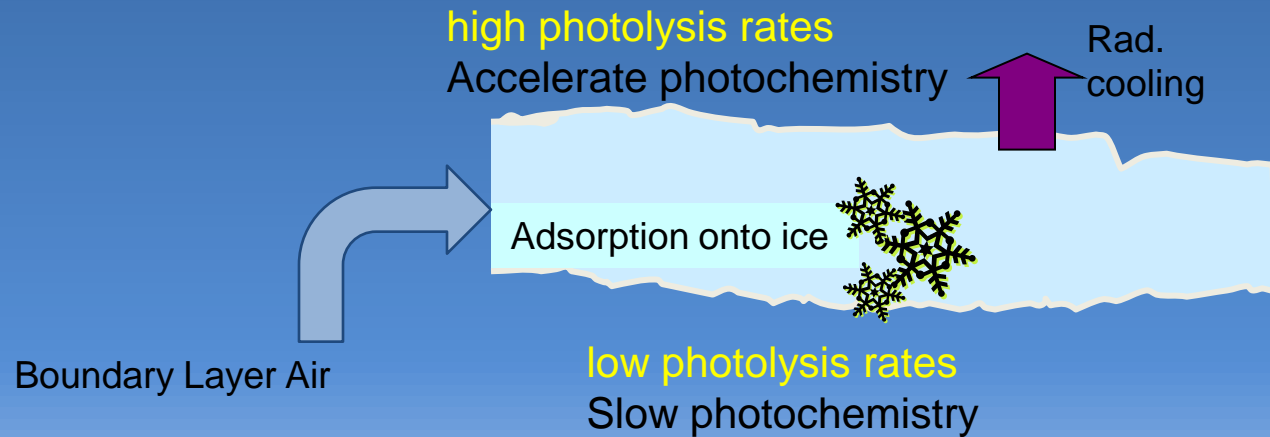 high photolysis rates
Accelerate photochemistry
Rad.
cooling
Adsorption onto ice
Boundary Layer Air
low photolysis rates
Slow photochemistry